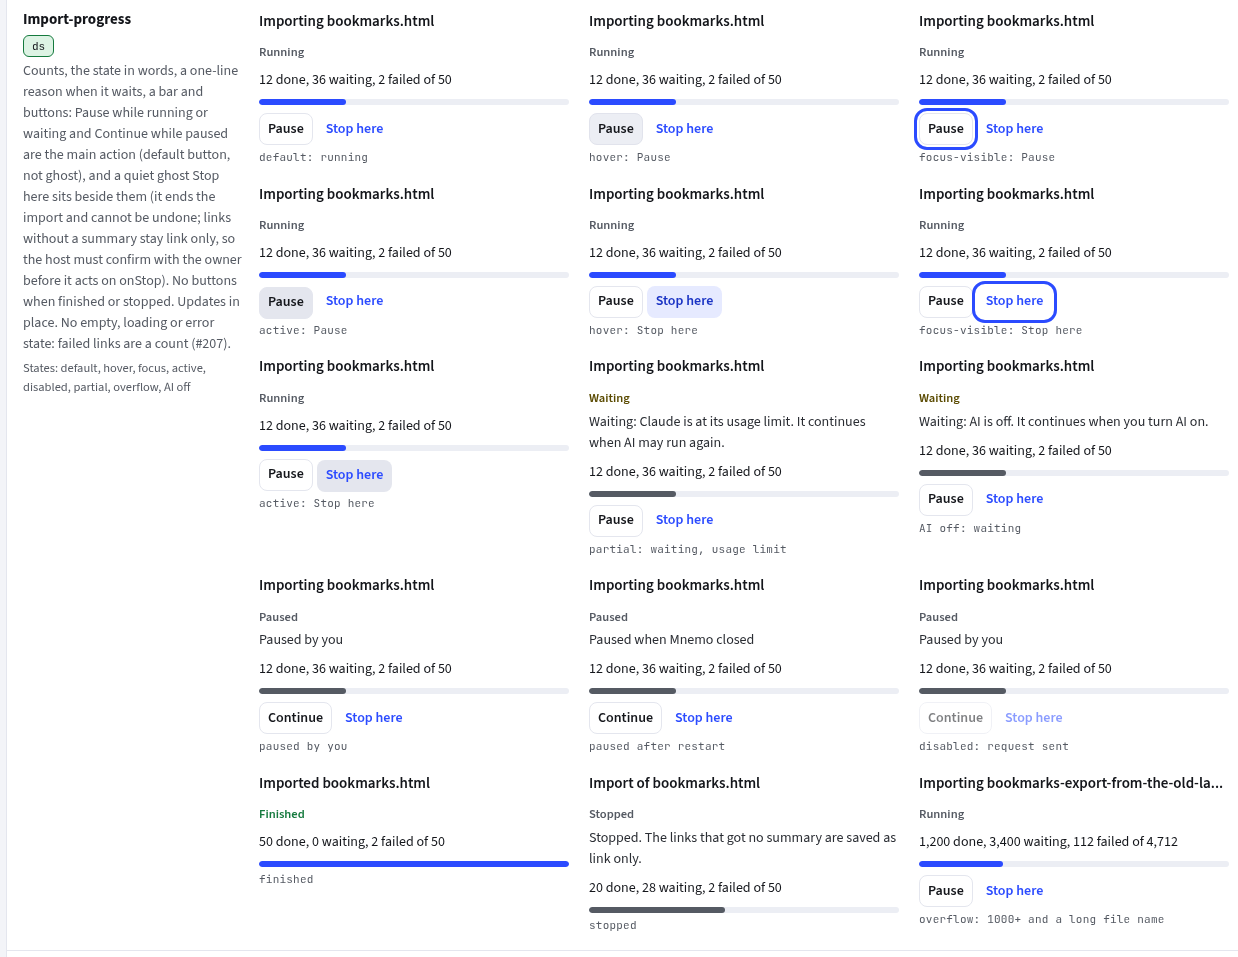 Import-progress
ds
Counts, the state in words, a one-line
reason when it waits, a bar and
buttons: Pause while running or
waiting and Continue while paused
are the main action (default button,
not ghost), and a quiet ghost Stop
here sits beside them (it ends the
import and cannot be undone; links
without a summary stay link only, so
the host must confirm with the owner
before it acts on onStop). No buttons
when finished or stopped. Updates in
place. No empty, loading or error
state: failed links are a count (#207).
States: default, hover, focus, active,
disabled, partial, overflow, AI off
Importing bookmarks.html
Running
12 done, 36 waiting, 2 failed of 50
Pause Stop here
default: running
Importing bookmarks.html
Running
12 done, 36 waiting, 2 failed of 50
Pause Stop here
hover: Pause
Importing bookmarks.html
Running
12 done, 36 waiting, 2 failed of 50
Pause Stop here
focus-visible: Pause
Importing bookmarks.html
Running
12 done, 36 waiting, 2 failed of 50
Pause Stop here
active: Pause
Importing bookmarks.html
Running
12 done, 36 waiting, 2 failed of 50
Pause Stop here
hover: Stop here
Importing bookmarks.html
Running
12 done, 36 waiting, 2 failed of 50
Pause Stop here
focus-visible: Stop here
Importing bookmarks.html
Running
12 done, 36 waiting, 2 failed of 50
Pause Stop here
active: Stop here
Importing bookmarks.html
Waiting
Waiting: Claude is at its usage limit. It continues
when AI may run again.
12 done, 36 waiting, 2 failed of 50
Pause Stop here
partial: waiting, usage limit
Importing bookmarks.html
Waiting
Waiting: AI is off. It continues when you turn AI on.
12 done, 36 waiting, 2 failed of 50
Pause Stop here
AI off: waiting
Importing bookmarks.html
Paused
Paused by you
12 done, 36 waiting, 2 failed of 50
Continue Stop here
paused by you
Importing bookmarks.html
Paused
Paused when Mnemo closed
12 done, 36 waiting, 2 failed of 50
Continue Stop here
paused after restart
Importing bookmarks.html
Paused
Paused by you
12 done, 36 waiting, 2 failed of 50
Continue Stop here
disabled: request sent
Imported bookmarks.html
Finished
50 done, 0 waiting, 2 failed of 50
finished
Import of bookmarks.html
Stopped
Stopped. The links that got no summary are saved as
link only.
20 done, 28 waiting, 2 failed of 50
stopped
Importing bookmarks-export-from-the-old-la...
Running
1,200 done, 3,400 waiting, 112 failed of 4,712
Pause Stop here
overflow: 1000+ and a long file name